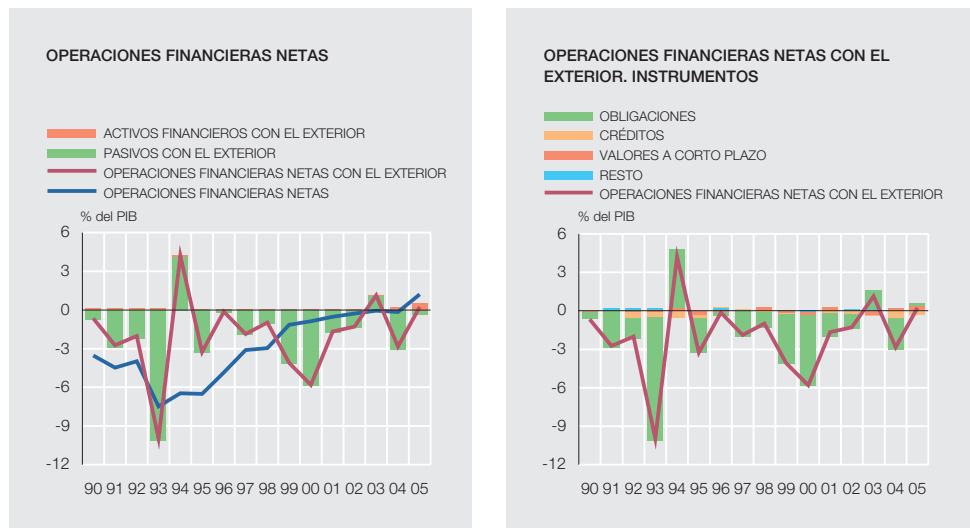 OPERACIONES FINANCIERAS NETAS
ACTIVOS FINANCIEROS CON EL EXTERIOR
PASIVOS CON EL EXTERIOR
OPERACIONES FINANCIERAS NETAS CON EL EXTERIOR
OPERACIONES FINANCIERAS NETAS
% del PIB
6
3
0
-3
-6
-9
-12
90 91 92 93 94 95 96 97 98 99 00 01 02 03 04 05
OPERACIONES FINANCIERAS NETAS CON EL
EXTERIOR. INSTRUMENTOS
OBLIGACIONES
CRÉDITOS
VALORES A CORTO PLAZO
RESTO
OPERACIONES FINANCIERAS NETAS CON EL EXTERIOR
% del PIB
6
3
0
-3
-6
-9
-12
90 91 92 93 94 95 96 97 98 99 00 01 02 03 04 05